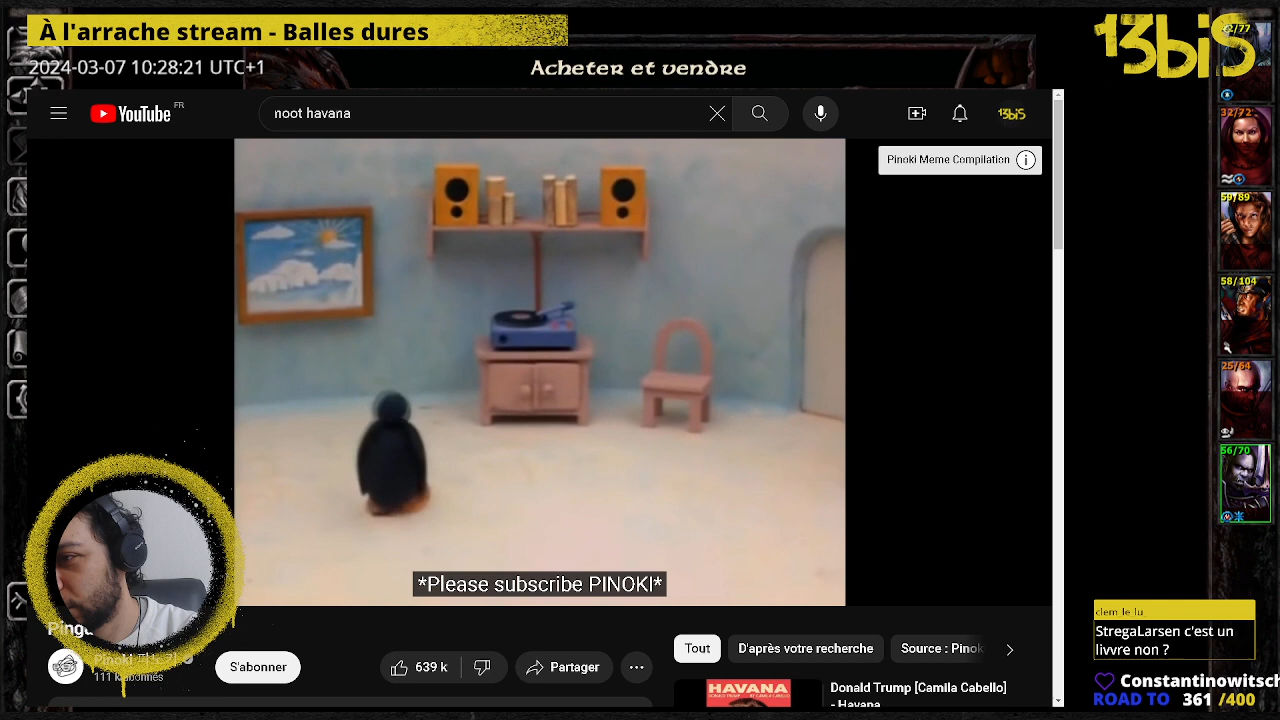 À l'arrache stream - Balles dures
13biS
2024-03-07 10:28:21 UTC+1
Acheter et vendre
YouTube FR
noot havana
13biS
Pinoki Meme Compilation
32/72
59/89
58/104
25/64
56/70
*Please subscribe PINOKI*
S'abonner
639 k
Partager
Tout
D'après votre recherche
Source : Pinok
HAVANA
Donald Trump [Camila Cabello]
- Havana
clem_le_lu
StregaLarsen c'est un
livvre non ?
Constantinowitsch
ROAD TO 361 /400